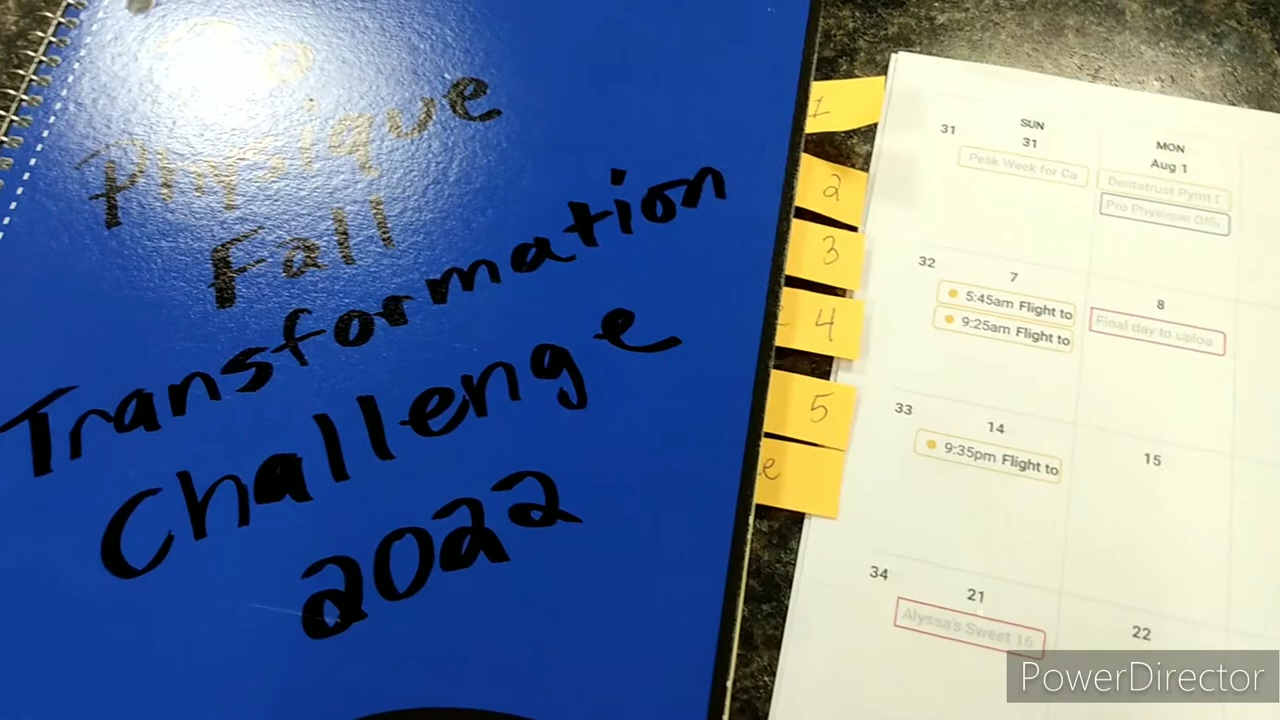 Pro
Physique
Fall
Transformation
Challenge
2022
1
2
3
4
5
e
SUN
MON
31
31
Aug 1
Peak Week for Ca
Dentatrust Pymt
Pro Physique Offic
32
7
8
5:45am Flight to
9:25am Flight to
Final day to uploa
33
14
15
9:35pm Flight to
34
21
22
Alyssa's Sweet 16
PowerDirector